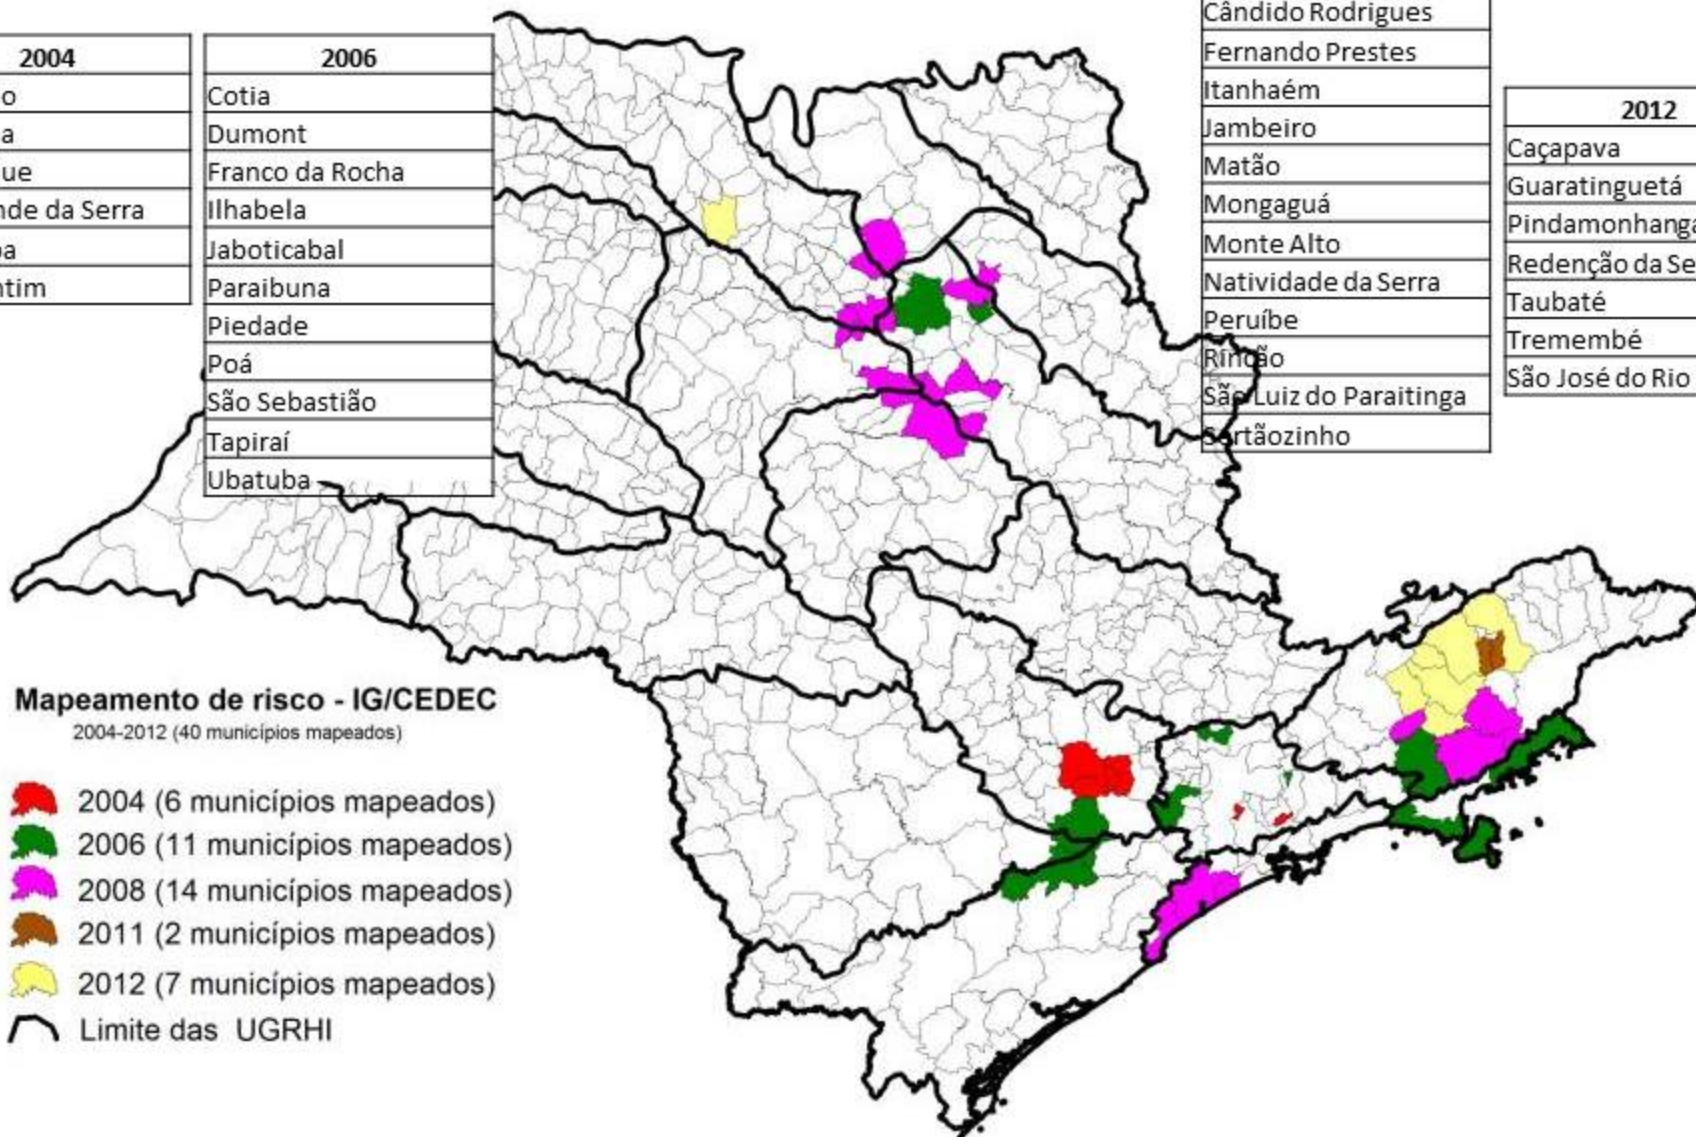 2004
o
a
ue
nde da Serra
oa
ntim
2006
Cotia
Dumont
Franco da Rocha
Ilhabela
Jaboticabal
Paraibuna
Piedade
Poá
São Sebastião
Tapiraí
Ubatuba
Cândido Rodrigues
Fernando Prestes
Itanhaém
Jambeiro
Matão
Mongaguá
Monte Alto
Natividade da Serra
Peruíbe
Rincão
São Luiz do Paraitinga
Sertãozinho
2012
Caçapava
Guaratinguetá
Pindamonhanga
Redenção da Se
Taubaté
Tremembé
São José do Rio
Mapeamento de risco - IG/CEDEC
2004-2012 (40 municípios mapeados)
2004 (6 municípios mapeados)
2006 (11 municípios mapeados)
2008 (14 municípios mapeados)
2011 (2 municípios mapeados)
2012 (7 municípios mapeados)
Limite das UGRHI